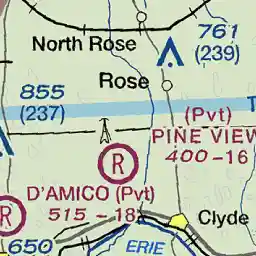 North Rose
761
(239)
Rose
855
(237)
T
(Pvt)
PINE VIEW
400-16
R
D'AMICO (Pvt)
515 - 18
R
Clyde
650
ERIE